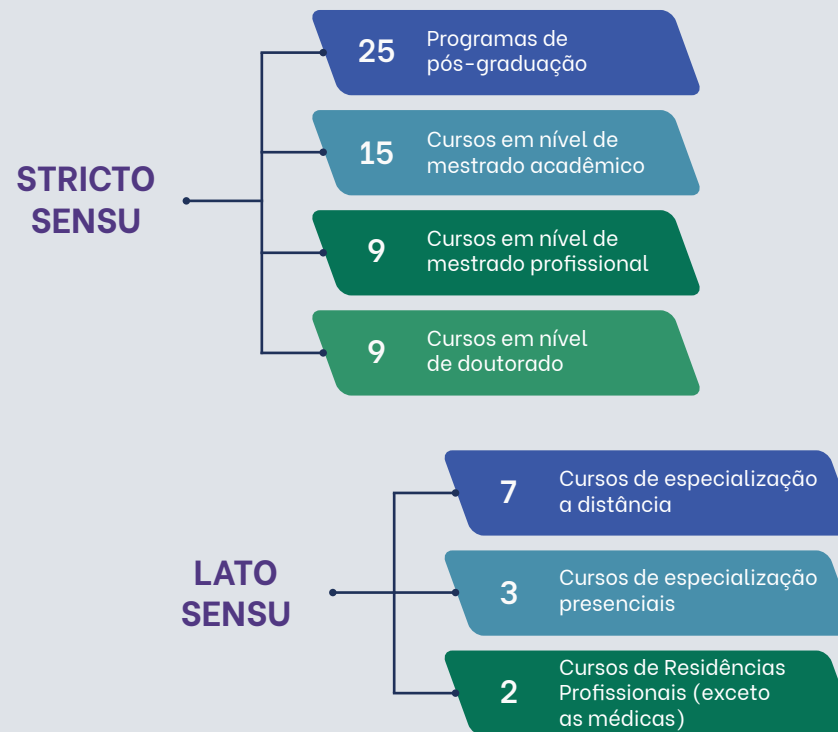 STRICTO
SENSU
25
Programas de
pós-graduação
15
Cursos em nível de
mestrado acadêmico
9
Cursos em nível de
mestrado profissional
9
Cursos em nível
de doutorado
LATO
SENSU
7
Cursos de especialização
a distância
3
Cursos de especialização
presenciais
2
Cursos de Residências
Profissionais (exceto
as médicas)